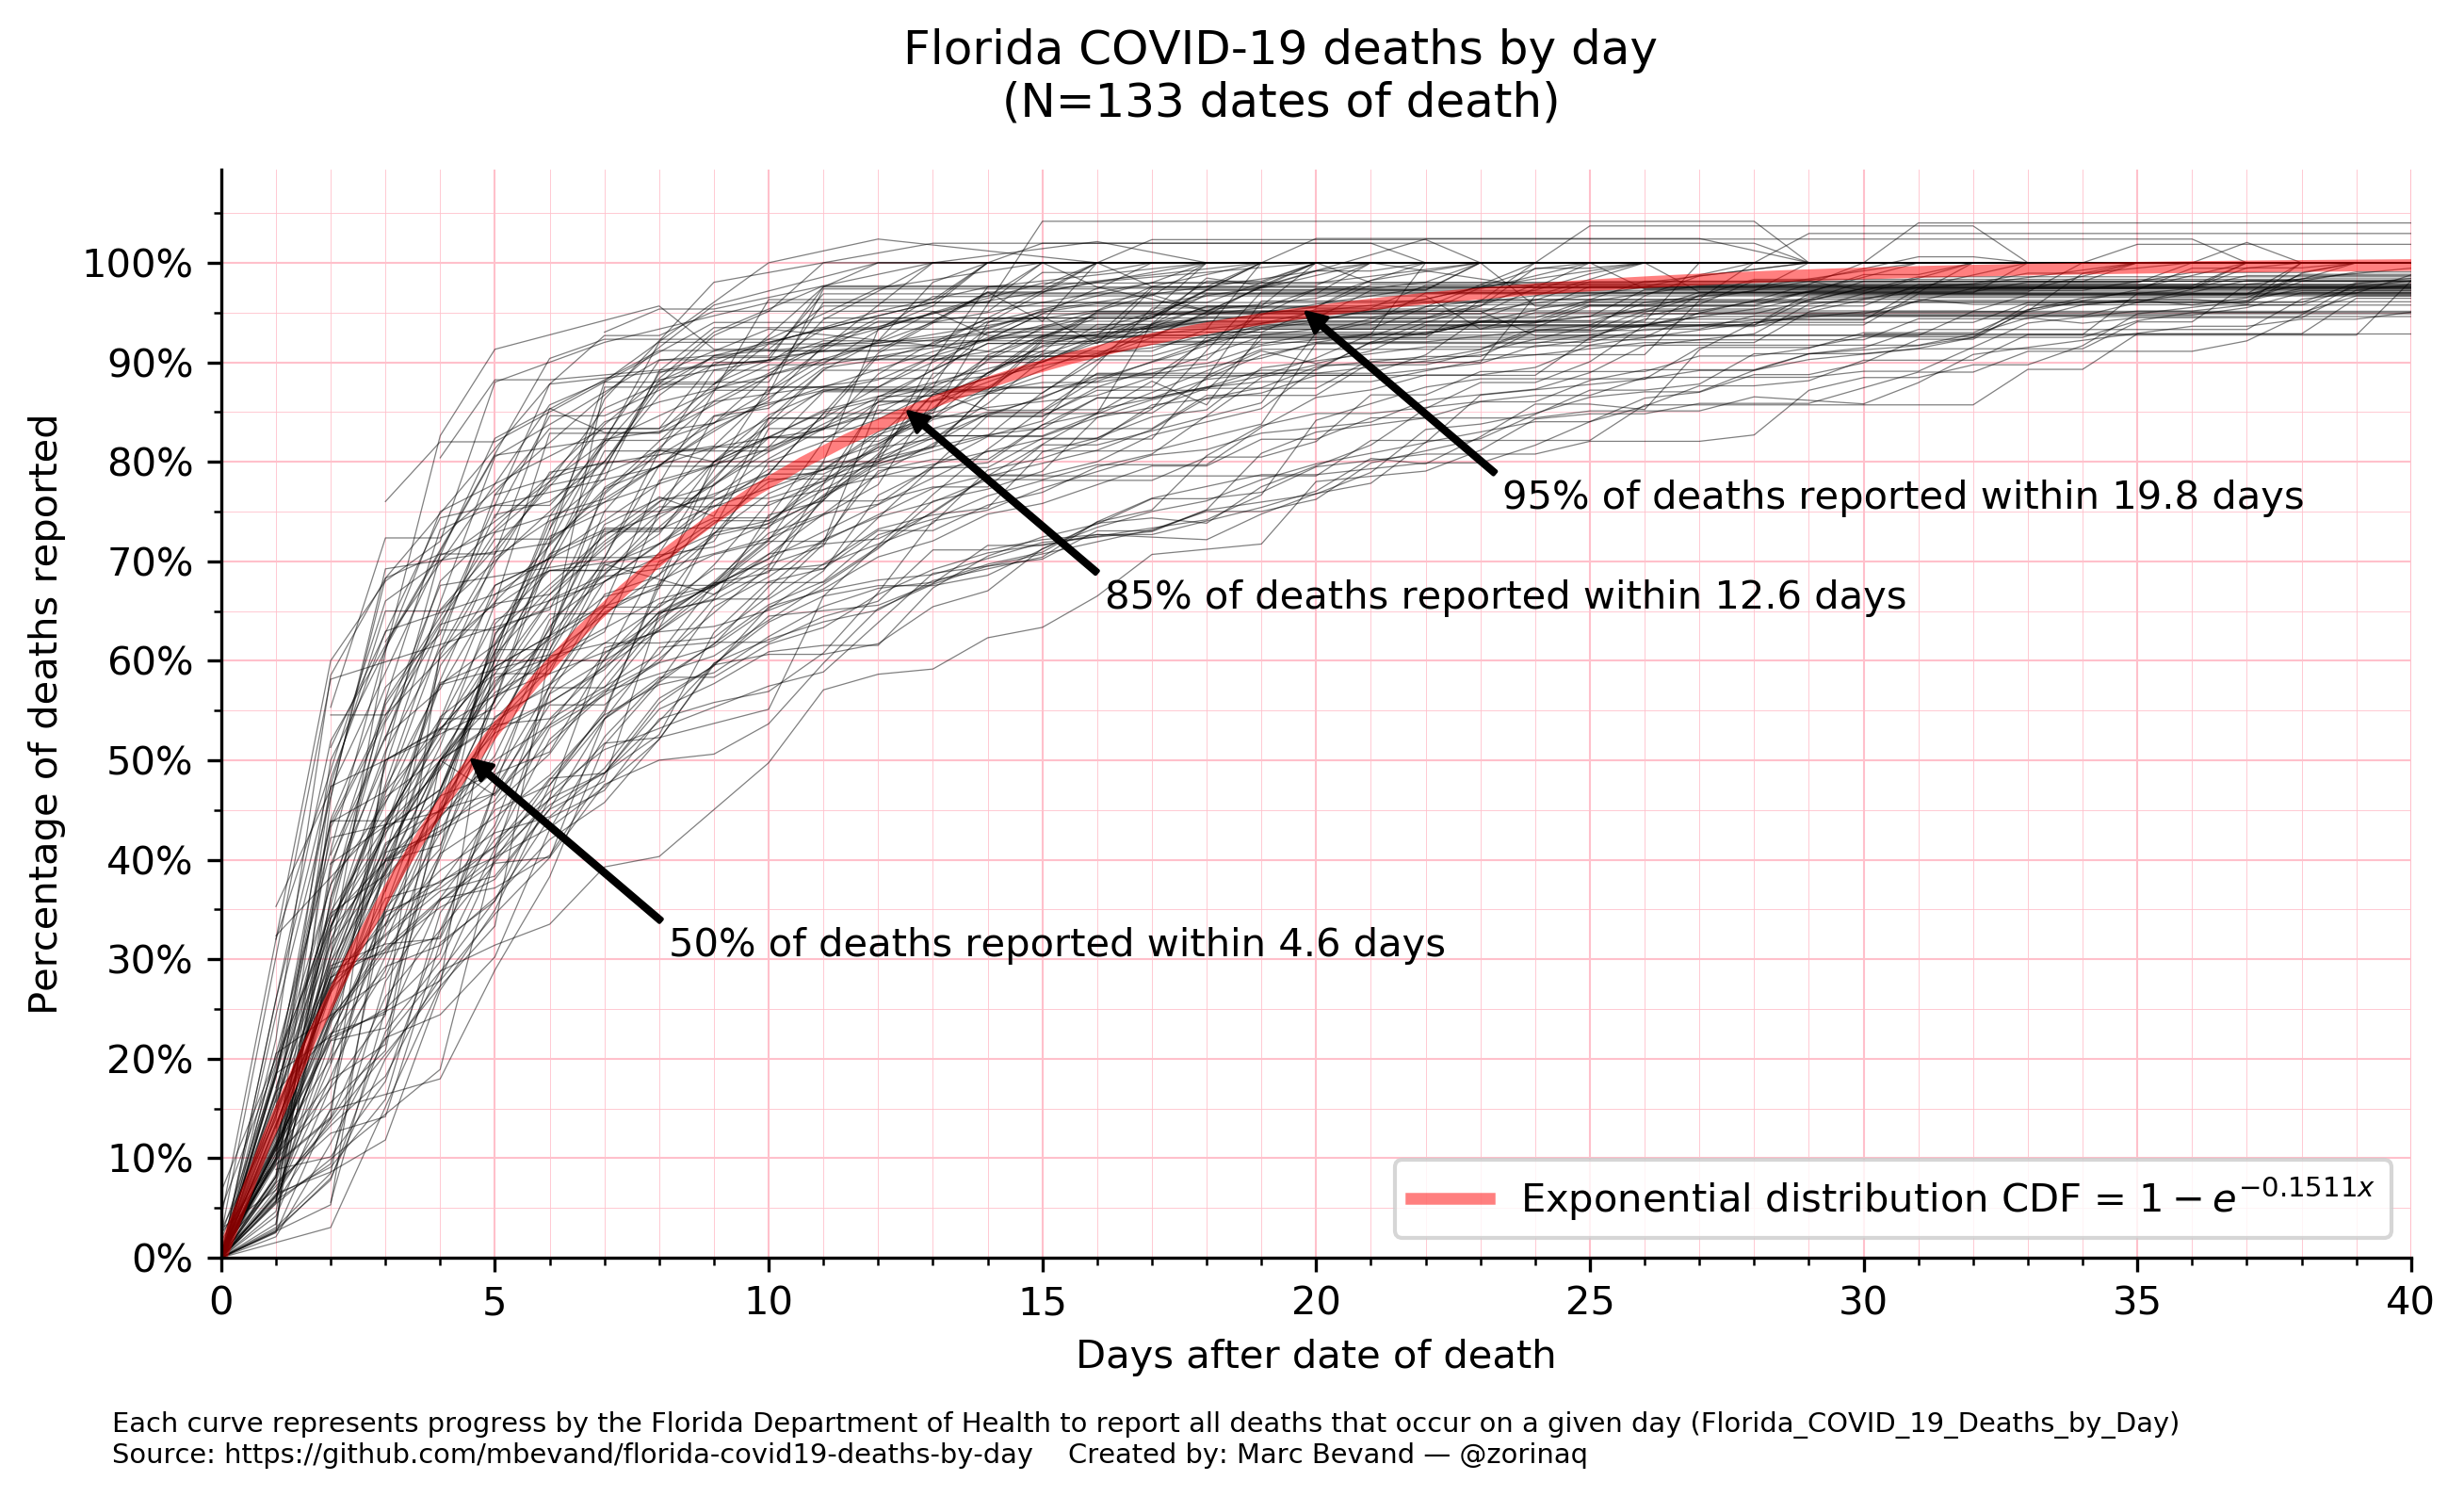 Florida COVID-19 deaths by day
(N=133 dates of death)
Percentage of deaths reported
100%
90%
80%
70%
60%
50%
40%
30%
20%
10%
0%
95% of deaths reported within 19.8 days
85% of deaths reported within 12.6 days
50% of deaths reported within 4.6 days
Exponential distribution CDF = 1 − e^{−0.1511x}
0 5 10 15 20 25 30 35 40
Days after date of death
Each curve represents progress by the Florida Department of Health to report all deaths that occur on a given day (Florida_COVID_19_Deaths_by_Day)
Source: https://github.com/mbevand/florida-covid19-deaths-by-day Created by: Marc Bevand — @zorinaq